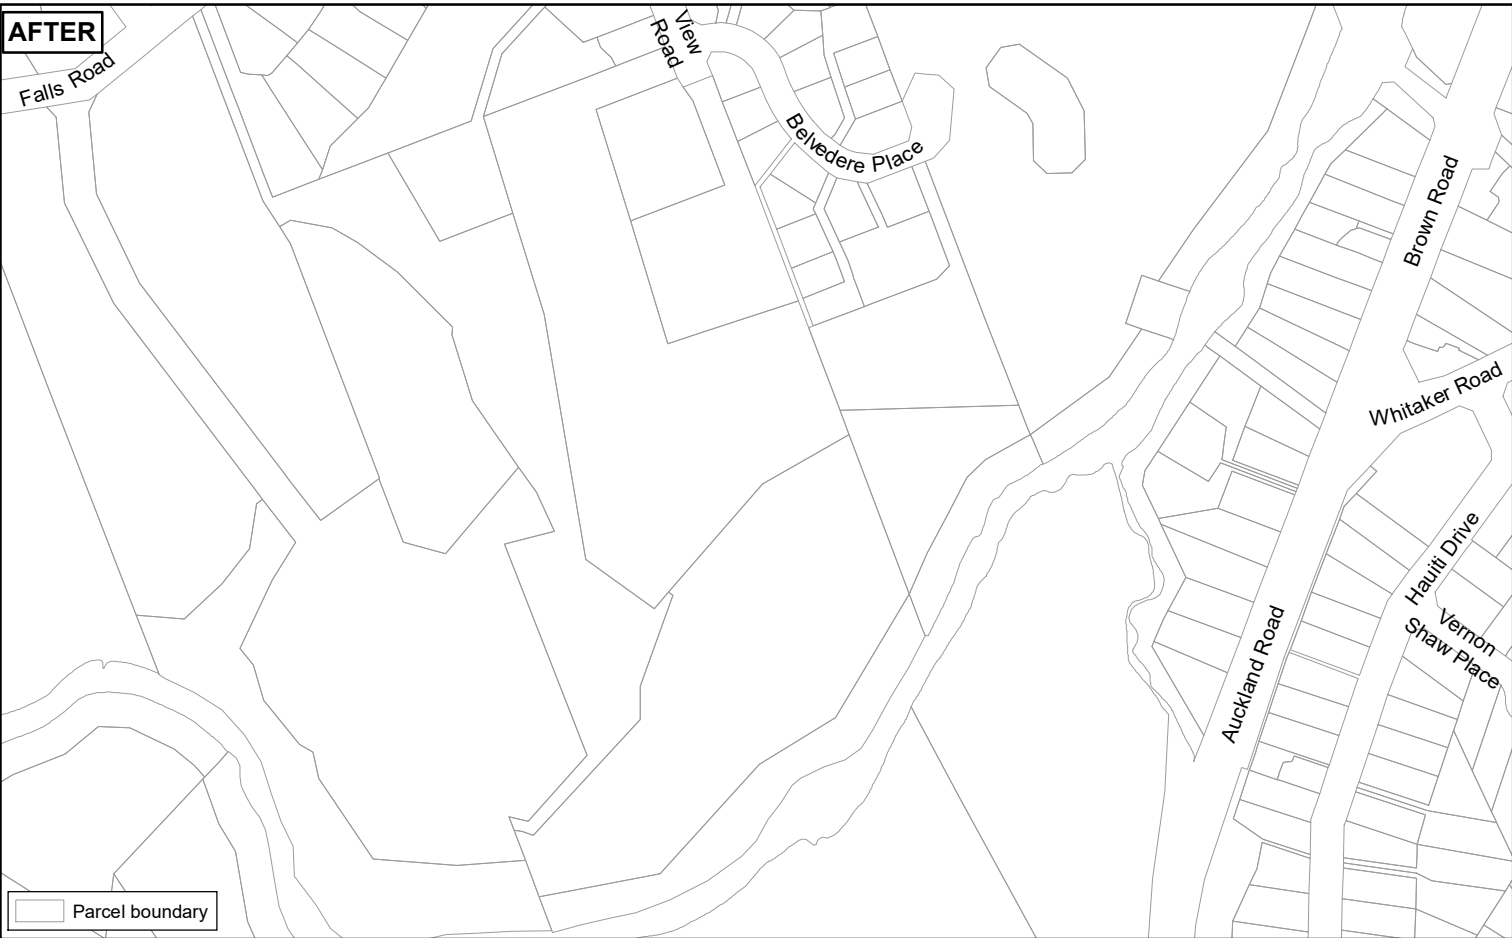 AFTER
Falls Road
View
Road
Belvedere Place
Brown Road
Whitaker Road
Hauiti Drive
Vernon
Shaw Place
Auckland Road
Parcel boundary